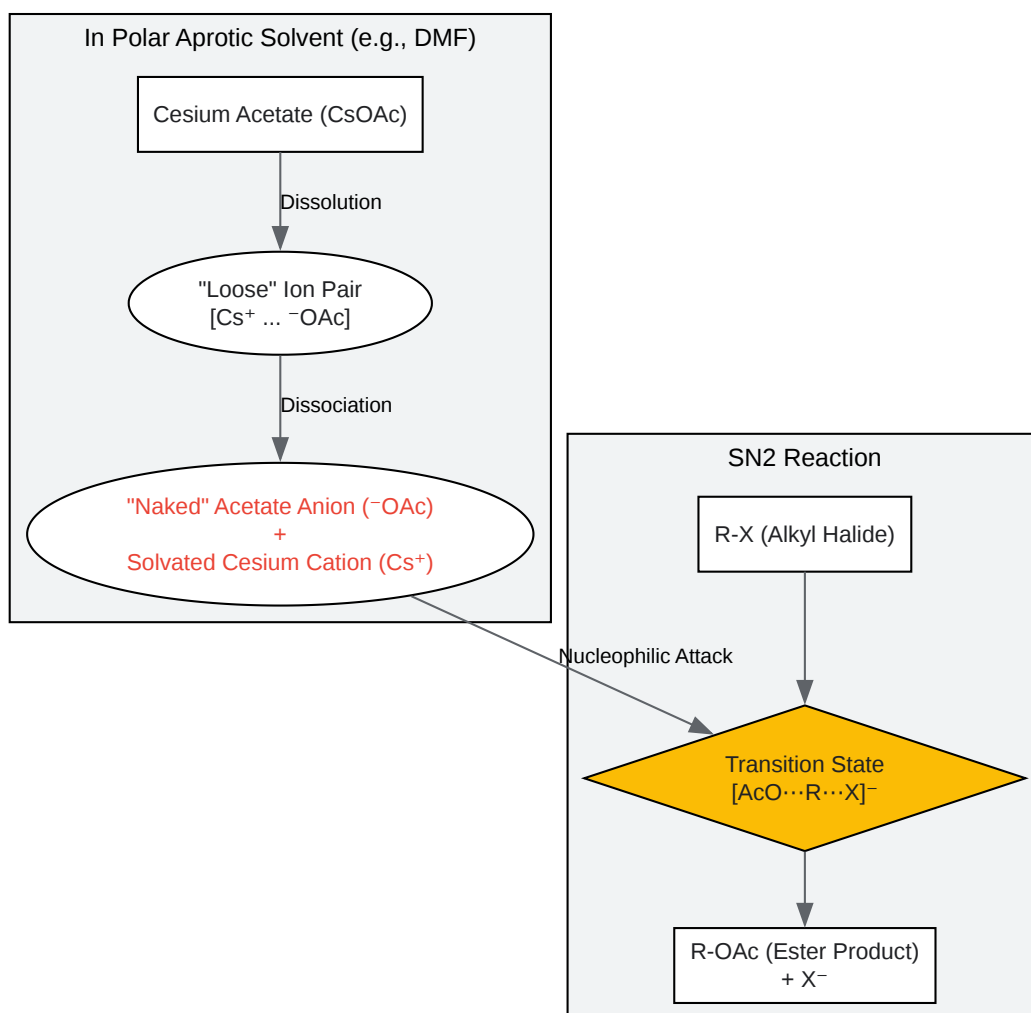 In Polar Aprotic Solvent (e.g., DMF)
Cesium Acetate (CsOAc)
Dissolution
"Loose" Ion Pair
[Cs⁺ ... ⁻OAc]
Dissociation
"Naked" Acetate Anion (⁻OAc)
+
Solvated Cesium Cation (Cs⁺)
Nucleophilic Attack
SN2 Reaction
R-X (Alkyl Halide)
Transition State
[AcO⋯R⋯X]⁻
R-OAc (Ester Product)
+ X⁻